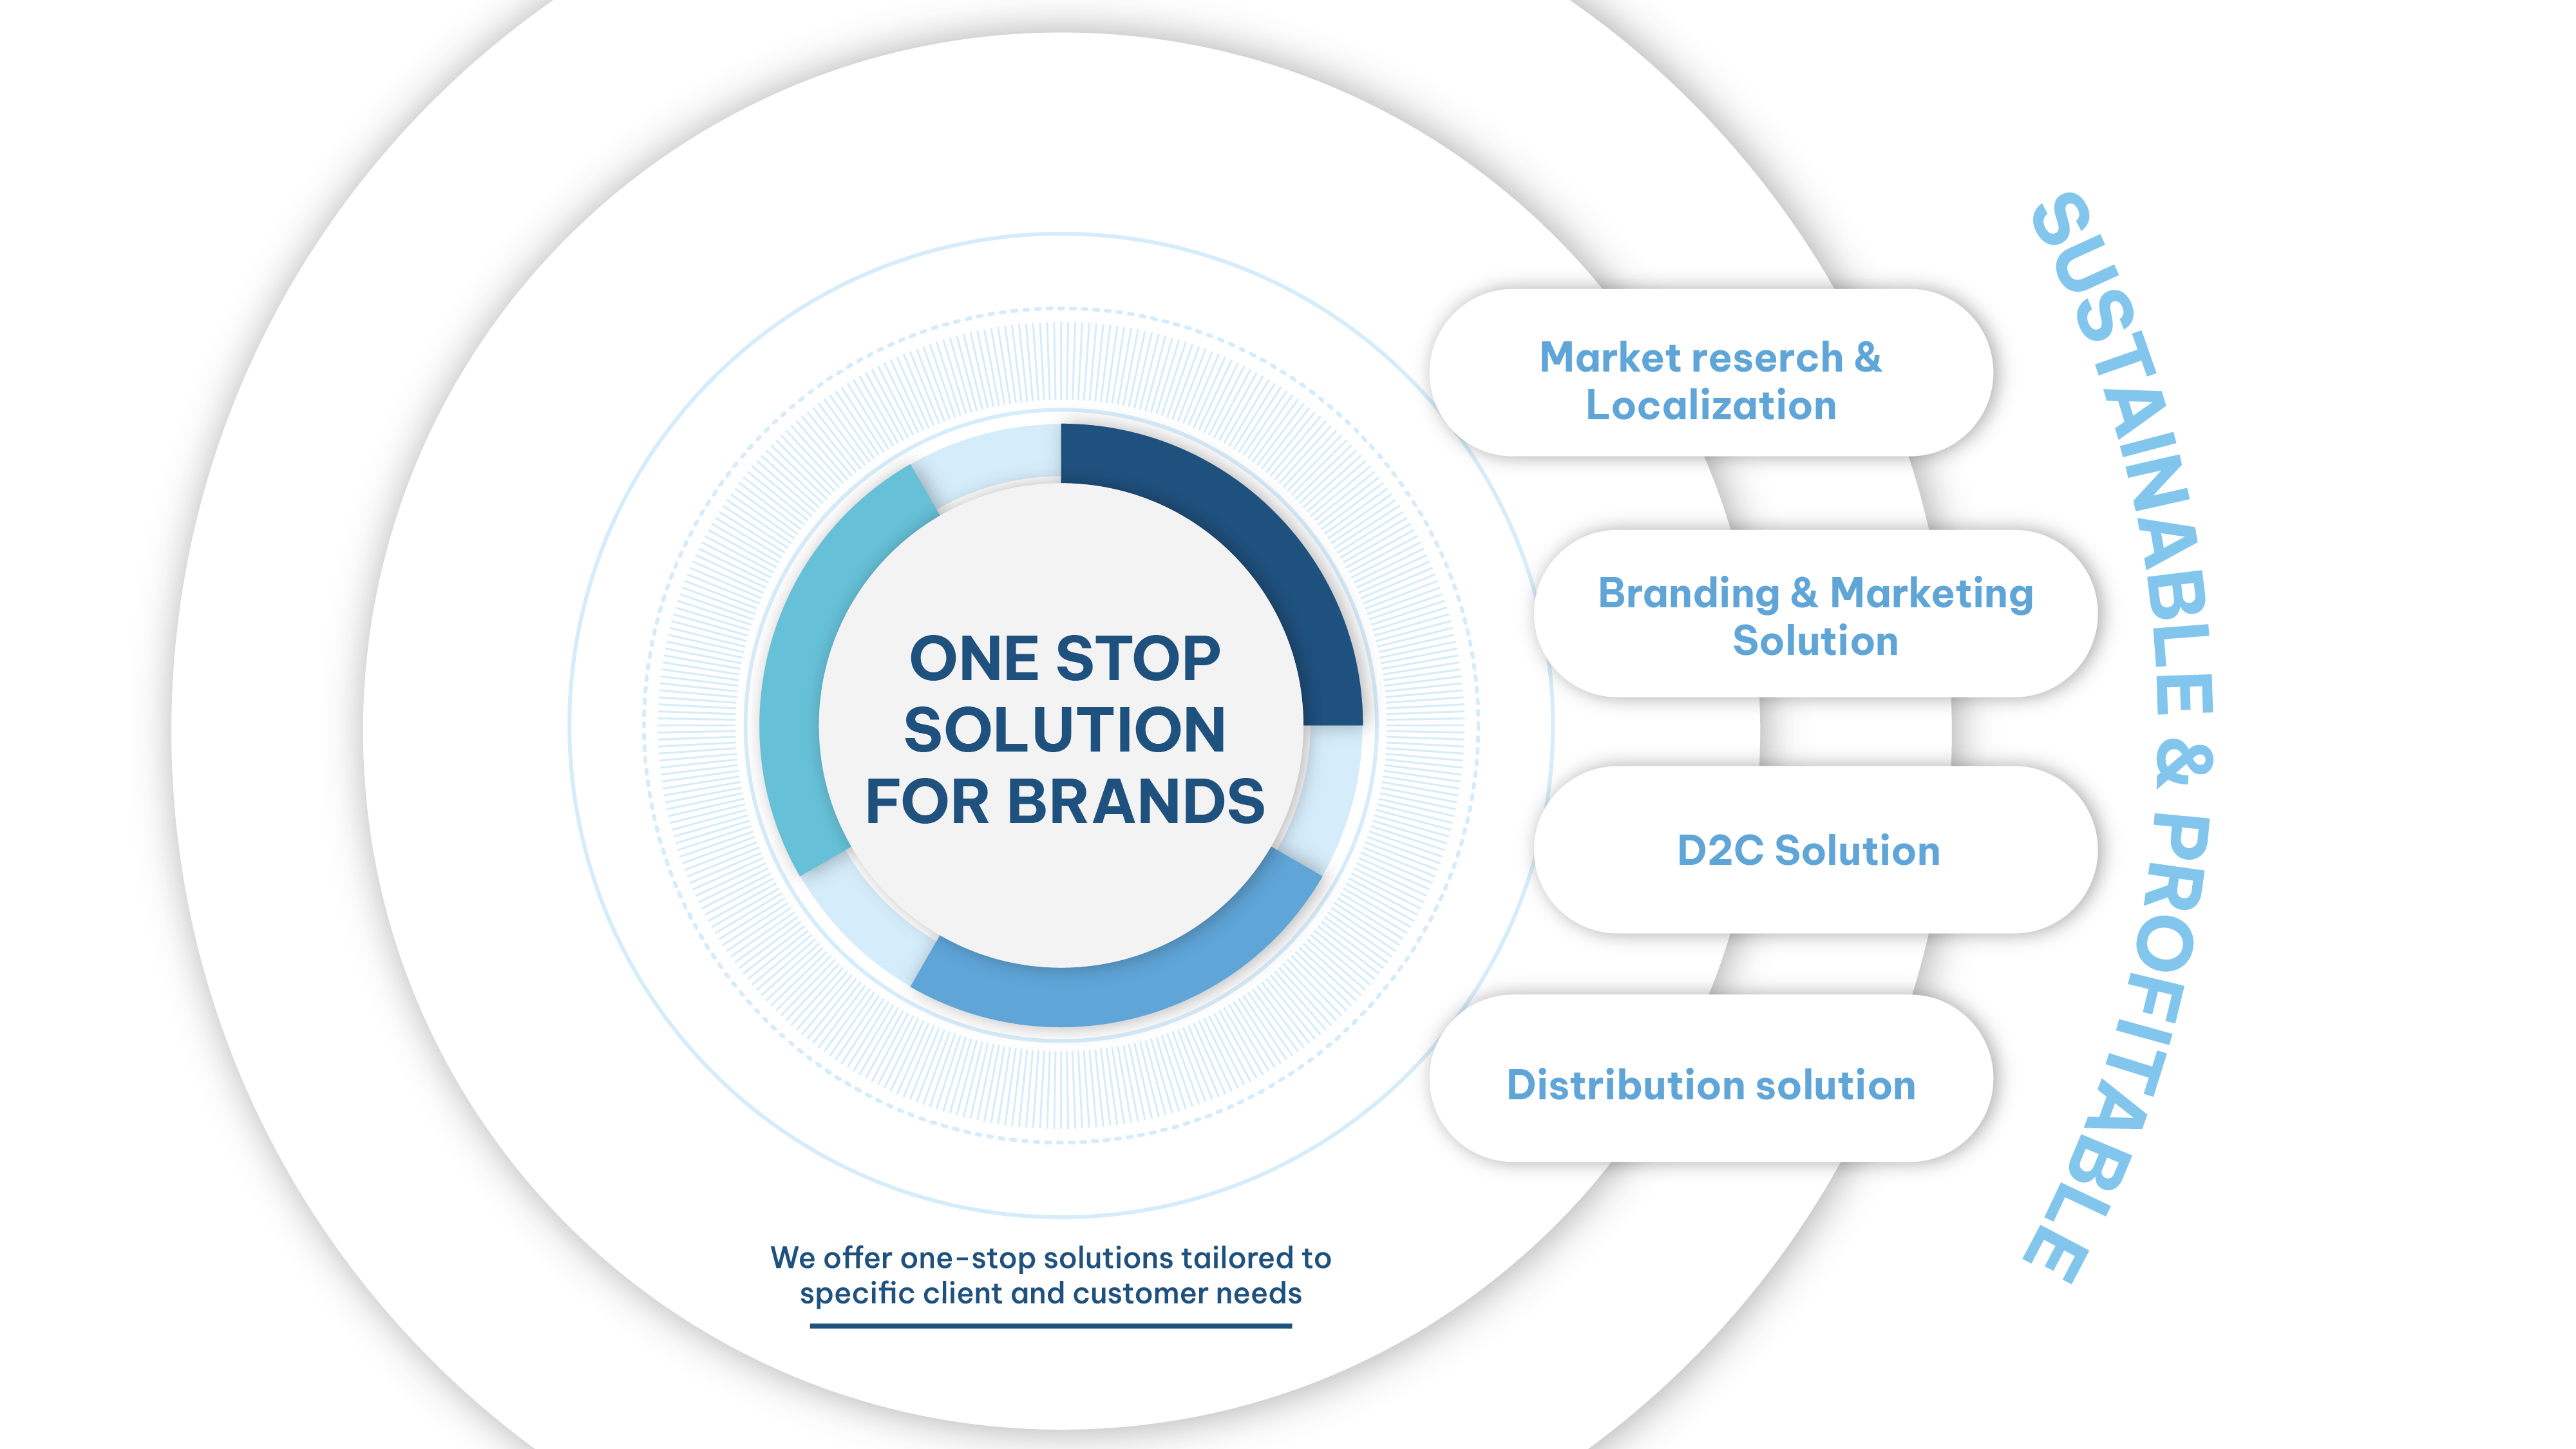 ONE STOP
SOLUTION
FOR BRANDS
We offer one-stop solutions tailored to
specific client and customer needs
Market reserch &
Localization
Branding & Marketing
Solution
D2C Solution
Distribution solution
SUSTAINABLE & PROFITABLE